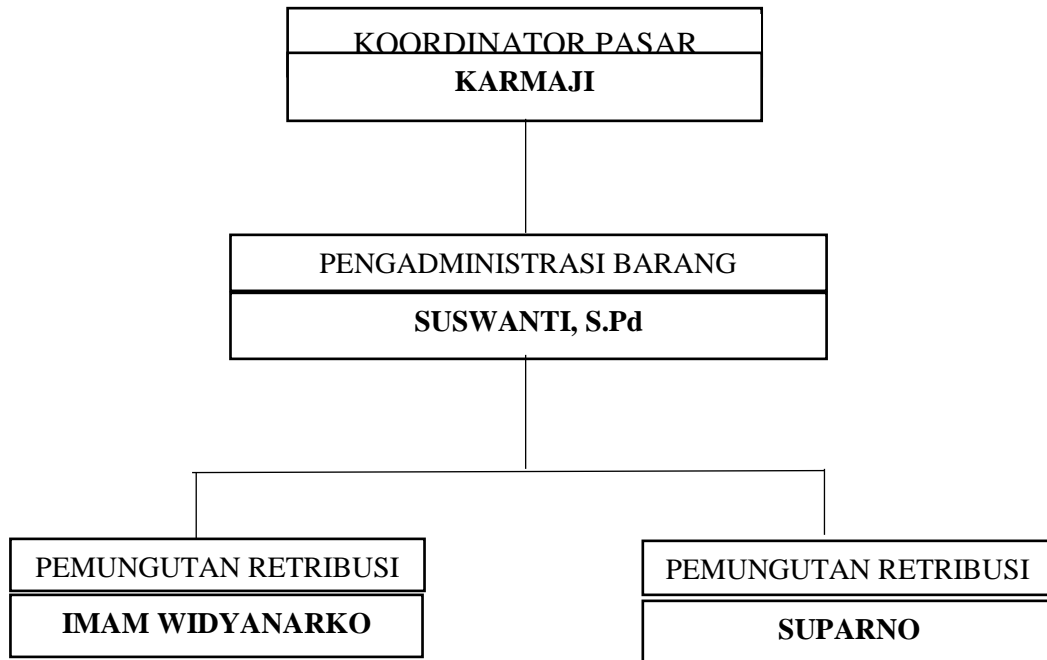 KOORDINATOR PASAR
KARMAJI
PENGADMINISTRASI BARANG
SUSWANTI, S.Pd
PEMUNGUTAN RETRIBUSI
IMAM WIDYANARKO
PEMUNGUTAN RETRIBUSI
SUPARNO